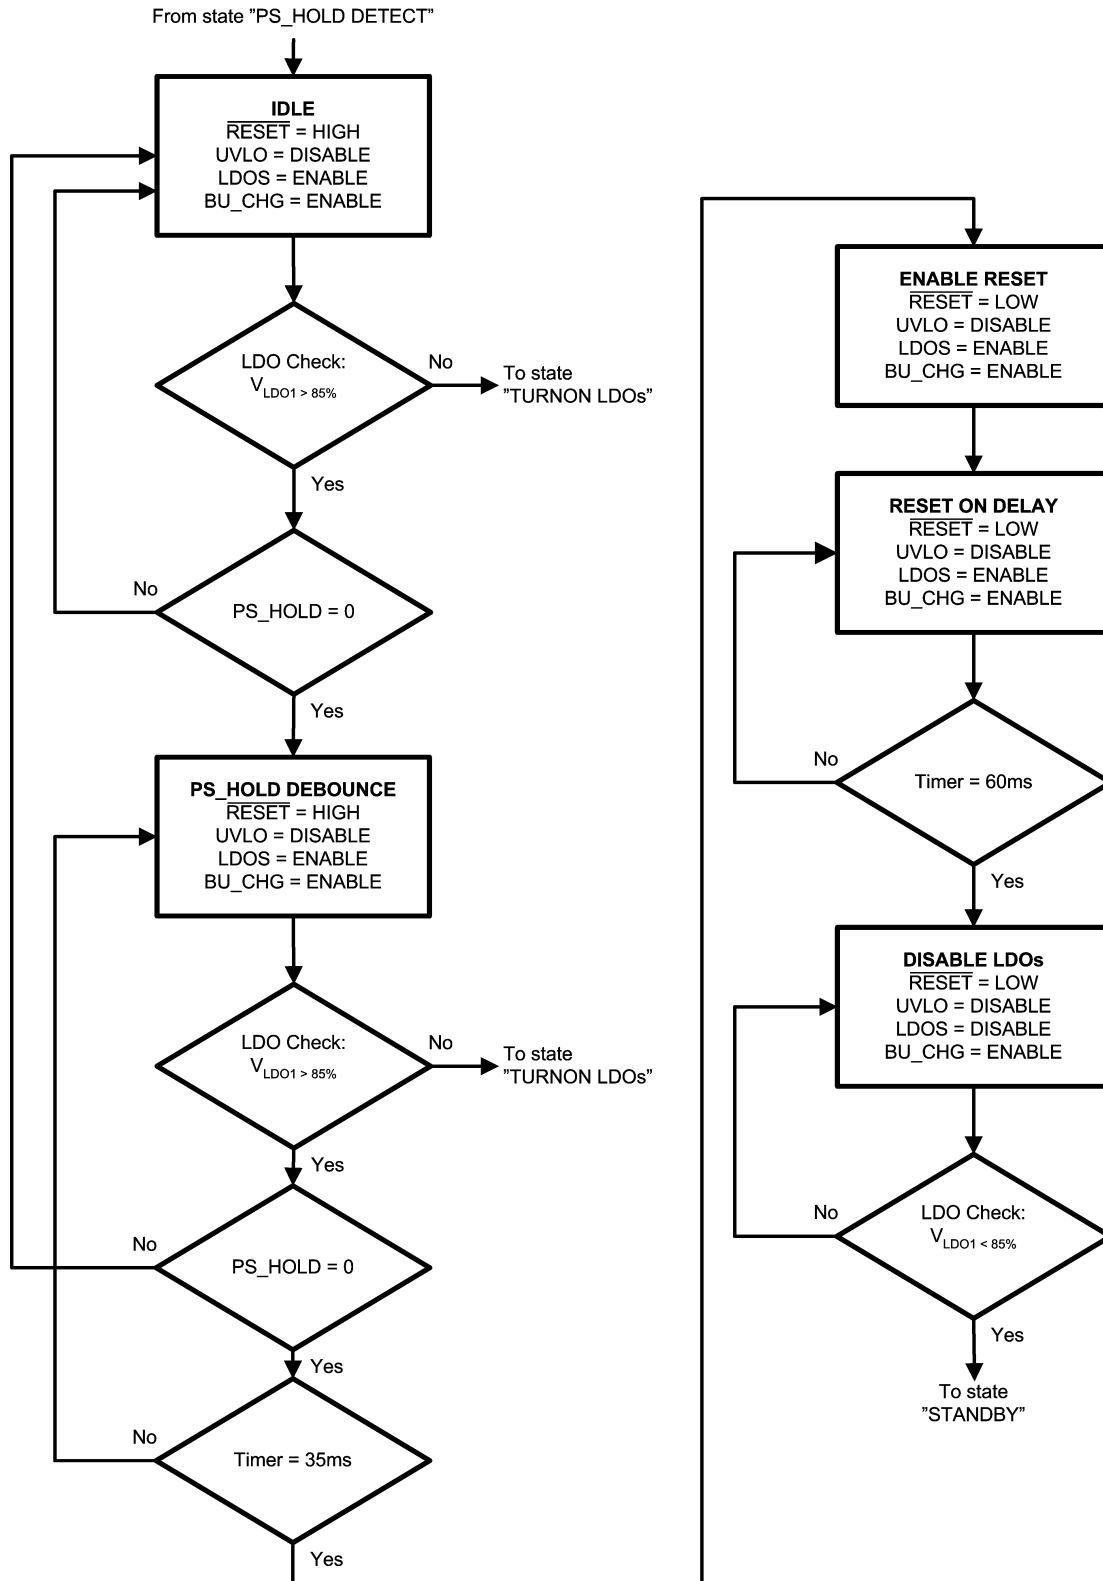 From state ”PS_HOLD DETECT”
IDLE
RESET = HIGH
UVLO = DISABLE
LDOS = ENABLE
BU_CHG = ENABLE
LDO Check:
VLDO1 > 85%
No
To state
”TURNON LDOs”
Yes
PS_HOLD = 0
No
Yes
PS_HOLD DEBOUNCE
RESET = HIGH
UVLO = DISABLE
LDOS = ENABLE
BU_CHG = ENABLE
LDO Check:
VLDO1 > 85%
No
To state
”TURNON LDOs”
Yes
No
PS_HOLD = 0
Yes
No
Timer = 35ms
Yes
ENABLE RESET
RESET = LOW
UVLO = DISABLE
LDOS = ENABLE
BU_CHG = ENABLE
RESET ON DELAY
RESET = LOW
UVLO = DISABLE
LDOS = ENABLE
BU_CHG = ENABLE
No
Timer = 60ms
Yes
DISABLE LDOs
RESET = LOW
UVLO = DISABLE
LDOS = DISABLE
BU_CHG = ENABLE
No
LDO Check:
VLDO1 < 85%
Yes
To state
”STANDBY”